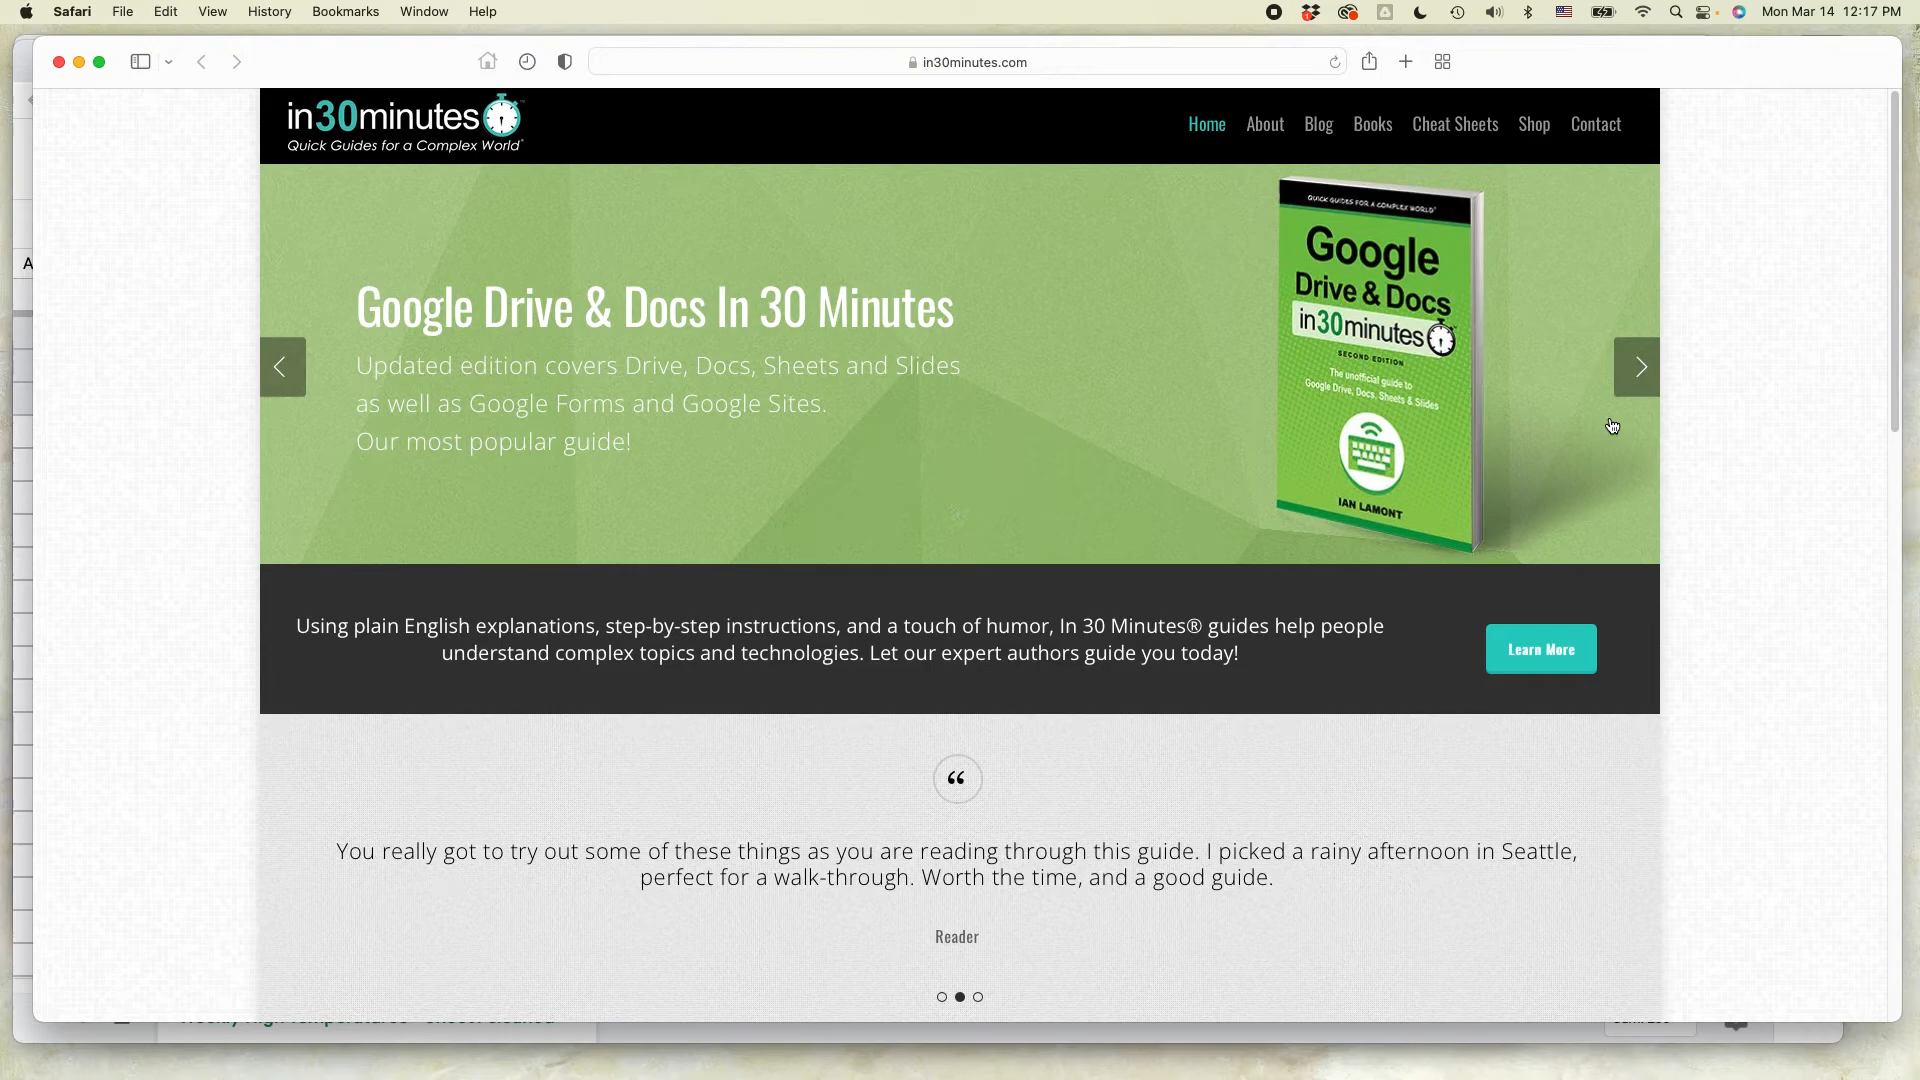 Safari File Edit View History Bookmarks Window Help
Mon Mar 14 12:17 PM
in30minutes.com
in30minutes™
Quick Guides for a Complex World®
Home About Blog Books Cheat Sheets Shop Contact
Google Drive & Docs In 30 Minutes
Updated edition covers Drive, Docs, Sheets and Slides
as well as Google Forms and Google Sites.
Our most popular guide!
QUICK GUIDES FOR A COMPLEX WORLD®
Google
Drive & Docs
in30minutes™
SECOND EDITION
The unofficial guide to
Google Drive, Docs, Sheets & Slides
IAN LAMONT
Using plain English explanations, step-by-step instructions, and a touch of humor, In 30 Minutes® guides help people
understand complex topics and technologies. Let our expert authors guide you today!
Learn More
“
You really got to try out some of these things as you are reading through this guide. I picked a rainy afternoon in Seattle,
perfect for a walk-through. Worth the time, and a good guide.
Reader
A